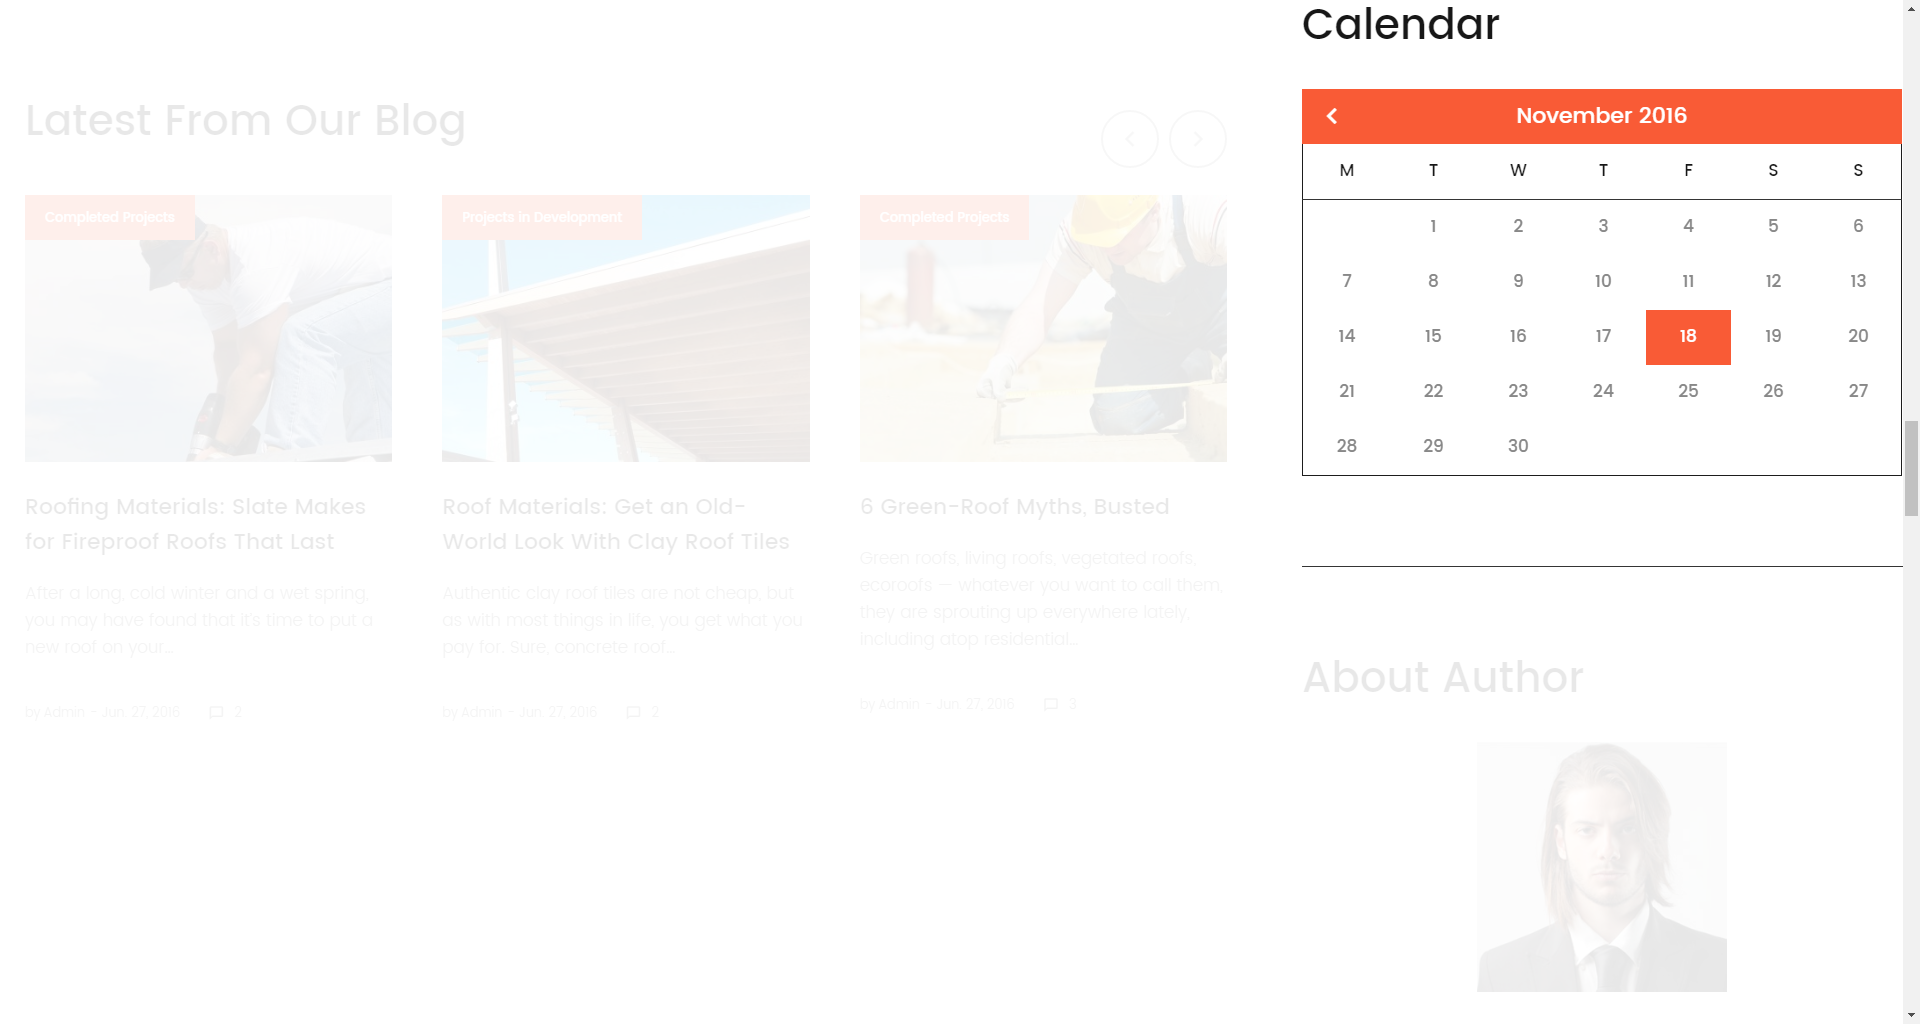 Calendar
November 2016
M T W T F S S
1 2 3 4 5 6
7 8 9 10 11 12 13
14 15 16 17 18 19 20
21 22 23 24 25 26 27
28 29 30
Latest From Our Blog
Completed Projects
Roofing Materials: Slate Makes
for Fireproof Roofs That Last
After a long, cold winter and a wet spring,
you may have found that it's time to put a
new roof on your...
by Admin - Jun. 27, 2016 2
Projects in Development
Roof Materials: Get an Old-
World Look With Clay Roof Tiles
Authentic clay roof tiles are not cheap, but
as with most things in life, you get what you
pay for. Sure, concrete roof...
by Admin - Jun. 27, 2016 2
Completed Projects
6 Green-Roof Myths, Busted
Green roofs, living roofs, vegetated roofs,
ecoroofs — whatever you want to call them,
they are sprouting up everywhere lately,
including atop residential...
by Admin - Jun. 27, 2016 3
About Author